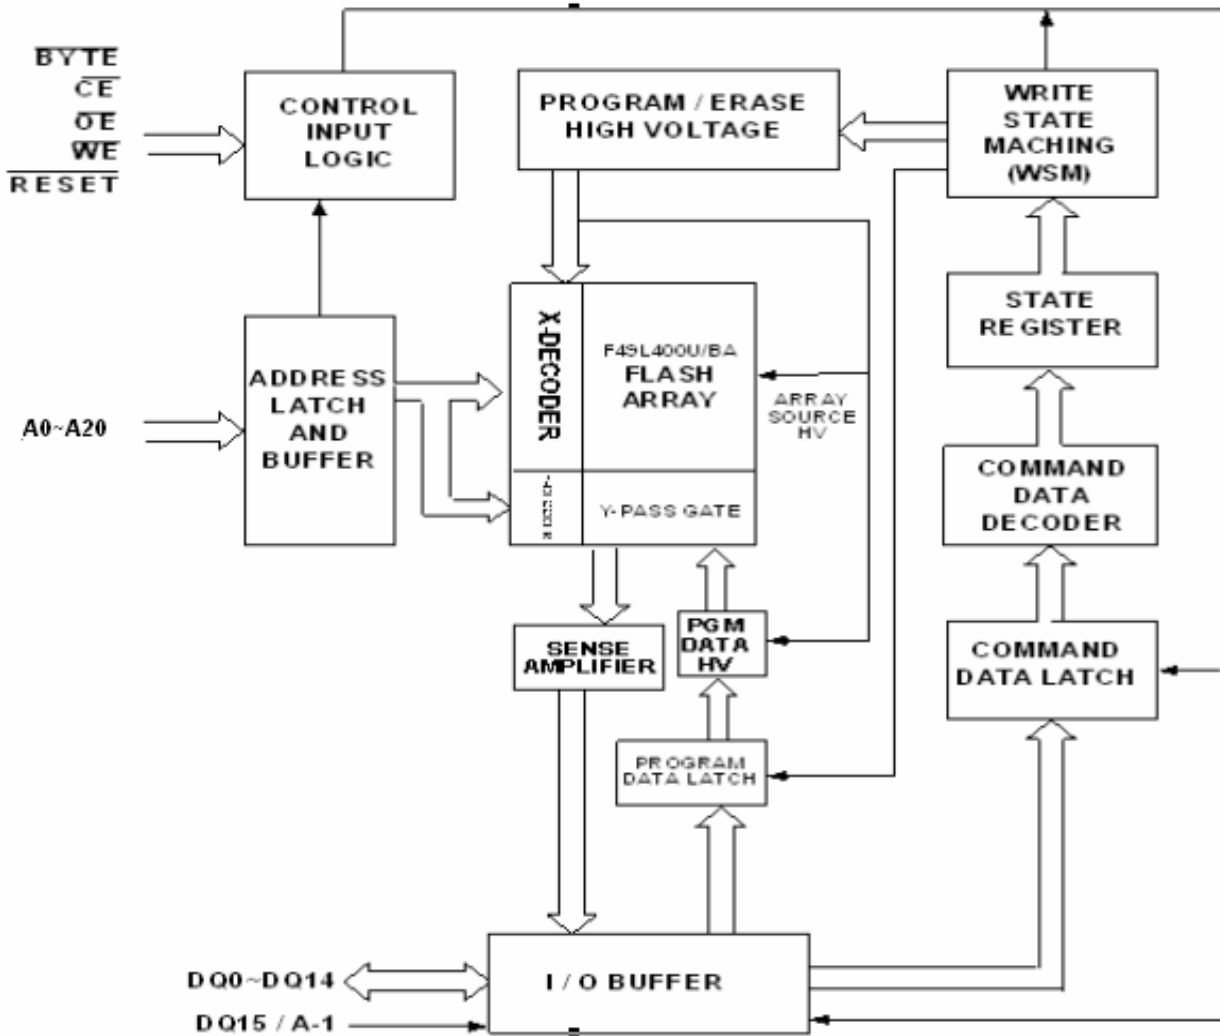 BYTE
CE
OE
WE
RESET
CONTROL
INPUT
LOGIC
PROGRAM / ERASE
HIGH VOLTAGE
WRITE
STATE
MACHING
(WSM)
STATE
REGISTER
A0~A20
ADDRESS
LATCH
AND
BUFFER
X-DECODER
F49L400U/BA
FLASH
ARRAY
ARRAY
SOURCE
HV
Y-PASS GATE
COMMAND
DATA
DECODER
SENSE
AMPLIFIER
PGM
DATA
HV
COMMAND
DATA LATCH
PROGRAM
DATA LATCH
DQ0~DQ14
DQ15 / A-1
I / O BUFFER